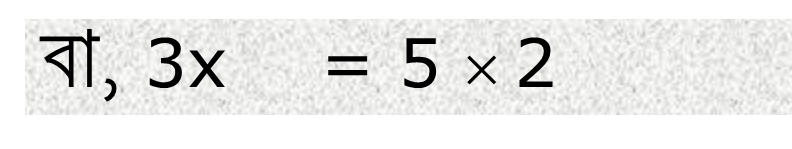 বা, 3x = 5 × 2